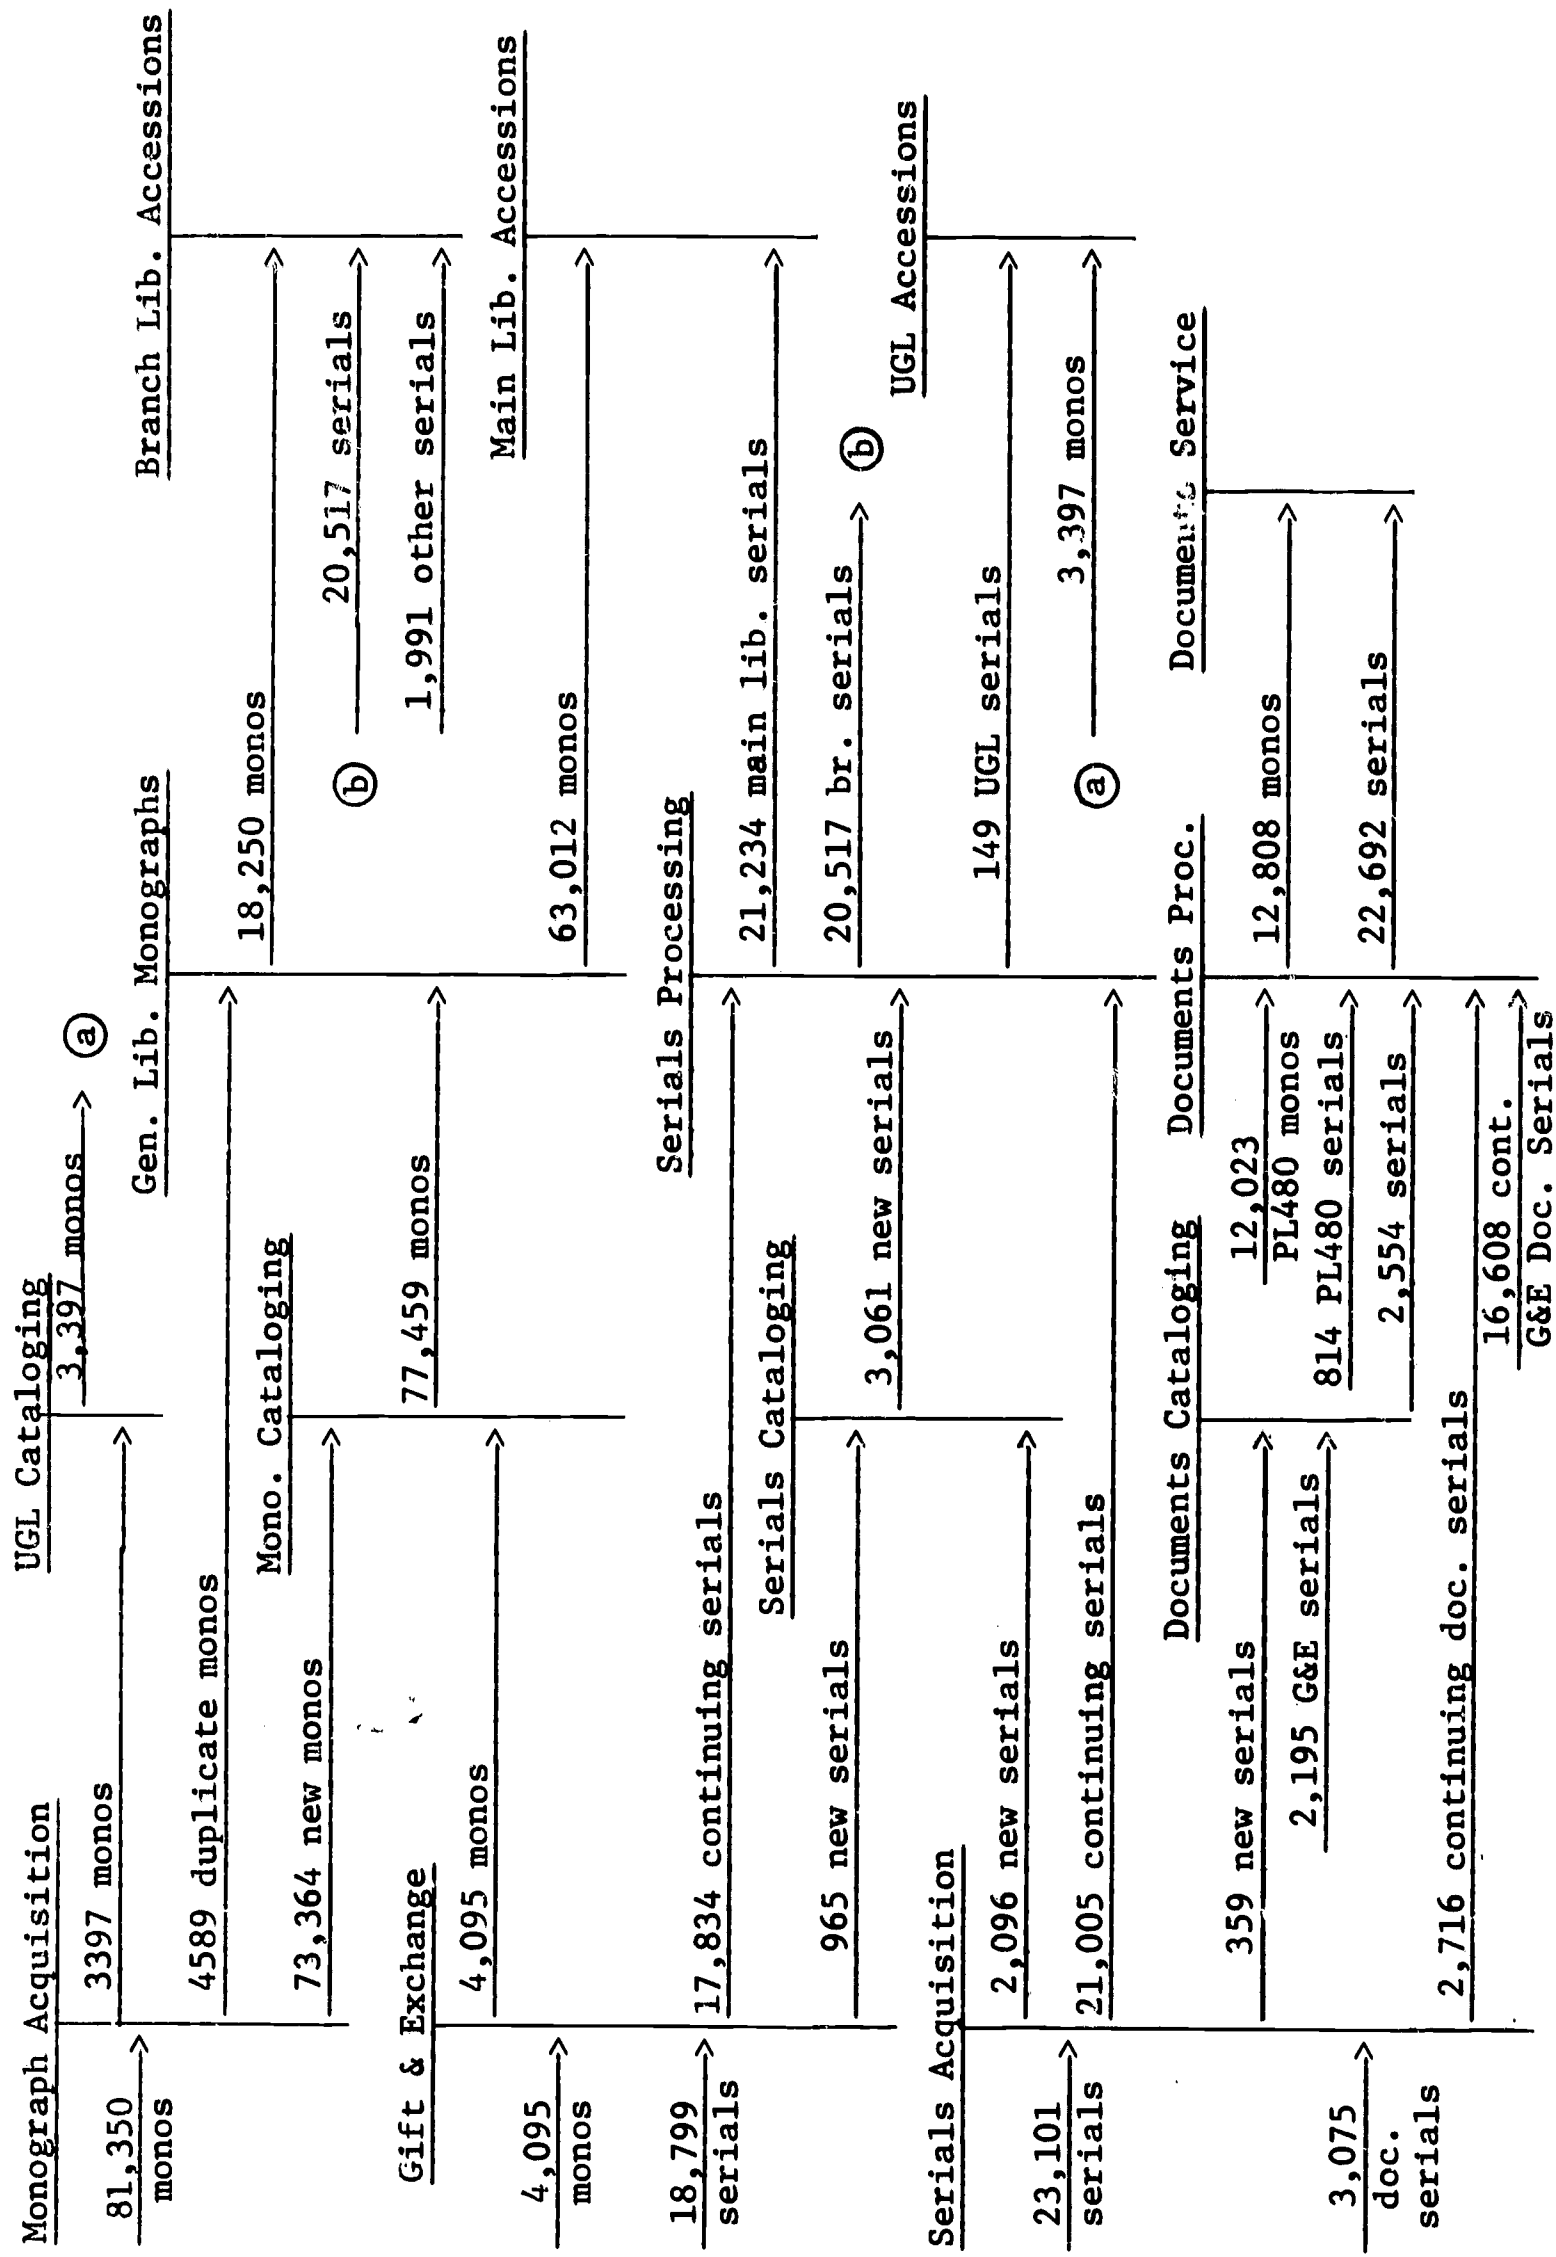 Monograph Acquisition
81,350
monos
3397 monos
4589 duplicate monos
73,364 new monos
UGL Cataloging
3,397 monos
a
Mono. Cataloging
77,459 monos
Gen. Lib. Monographs
18,250 monos
63,012 monos
Branch Lib. Accessions
b
20,517 serials
1,991 other serials
Main Lib. Accessions
Gift & Exchange
4,095
monos
18,799
serials
4,095 monos
17,834 continuing serials
965 new serials
Serials Cataloging
3,061 new serials
Serials Processing
21,234 main lib. serials
20,517 br. serials
b
149 UGL serials
UGL Accessions
a
3,397 monos
Serials Acquisition
23,101
serials
3,075
doc.
serials
2,096 new serials
21,005 continuing serials
359 new serials
2,195 G&E serials
2,716 continuing doc. serials
Documents Cataloging
12,023
PL480 monos
814 PL480 serials
2,554 serials
16,608 cont.
G&E Doc. Serials
Documents Proc.
12,808 monos
22,692 serials
Documents Service